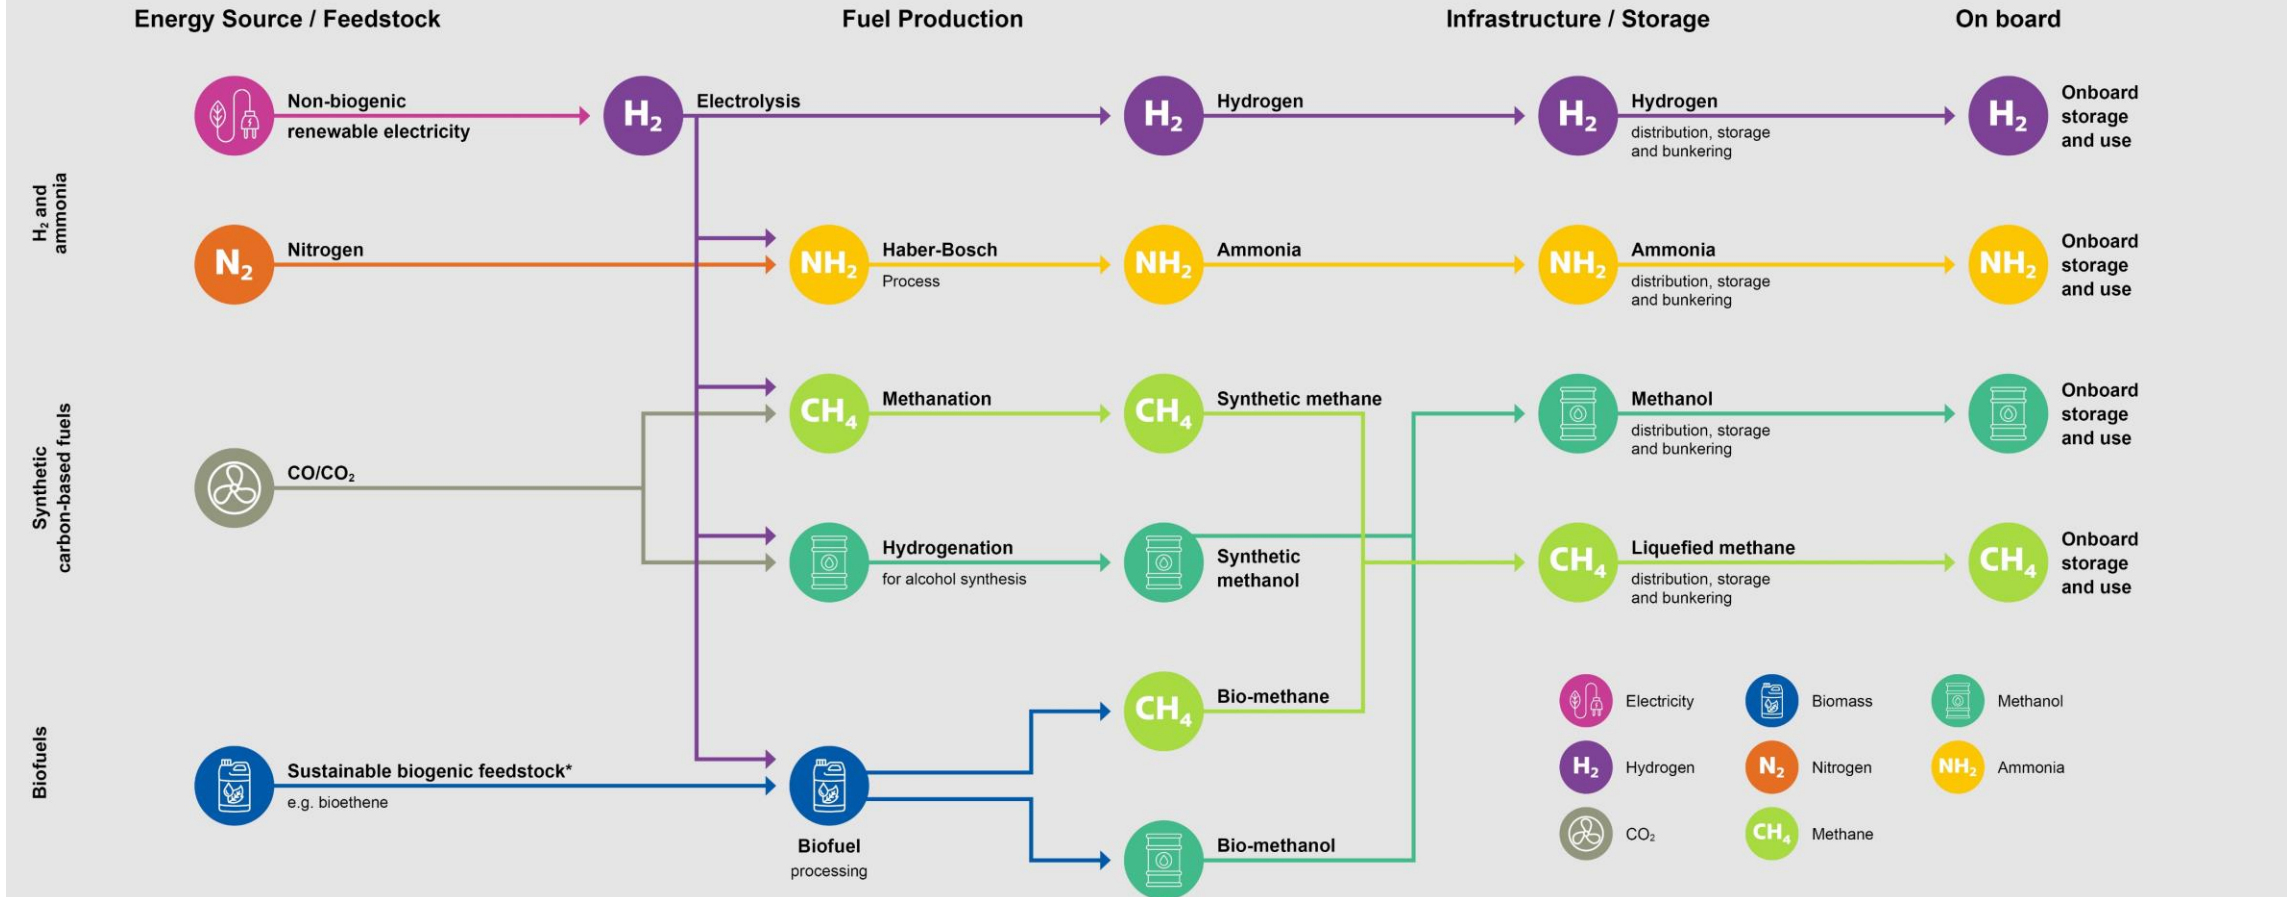 Energy Source / Feedstock
Fuel Production
Infrastructure / Storage
On board
H₂ and
ammonia
Non-biogenic
renewable electricity
H₂
Electrolysis
H₂
Hydrogen
H₂
Hydrogen
distribution, storage
and bunkering
H₂
Onboard
storage
and use
N₂
Nitrogen
NH₂
Haber-Bosch
Process
NH₂
Ammonia
NH₂
Ammonia
distribution, storage
and bunkering
NH₂
Onboard
storage
and use
Synthetic
carbon-based fuels
CO/CO₂
CH₄
Methanation
CH₄
Synthetic methane
Methanol
distribution, storage
and bunkering
Onboard
storage
and use
Hydrogenation
for alcohol synthesis
Synthetic
methanol
CH₄
Liquefied methane
distribution, storage
and bunkering
CH₄
Onboard
storage
and use
Biofuels
Sustainable biogenic feedstock*
e.g. bioethene
Biofuel
processing
CH₄
Bio-methane
Bio-methanol
Electricity
Biomass
Methanol
H₂
Hydrogen
N₂
Nitrogen
NH₂
Ammonia
CO₂
CH₄
Methane